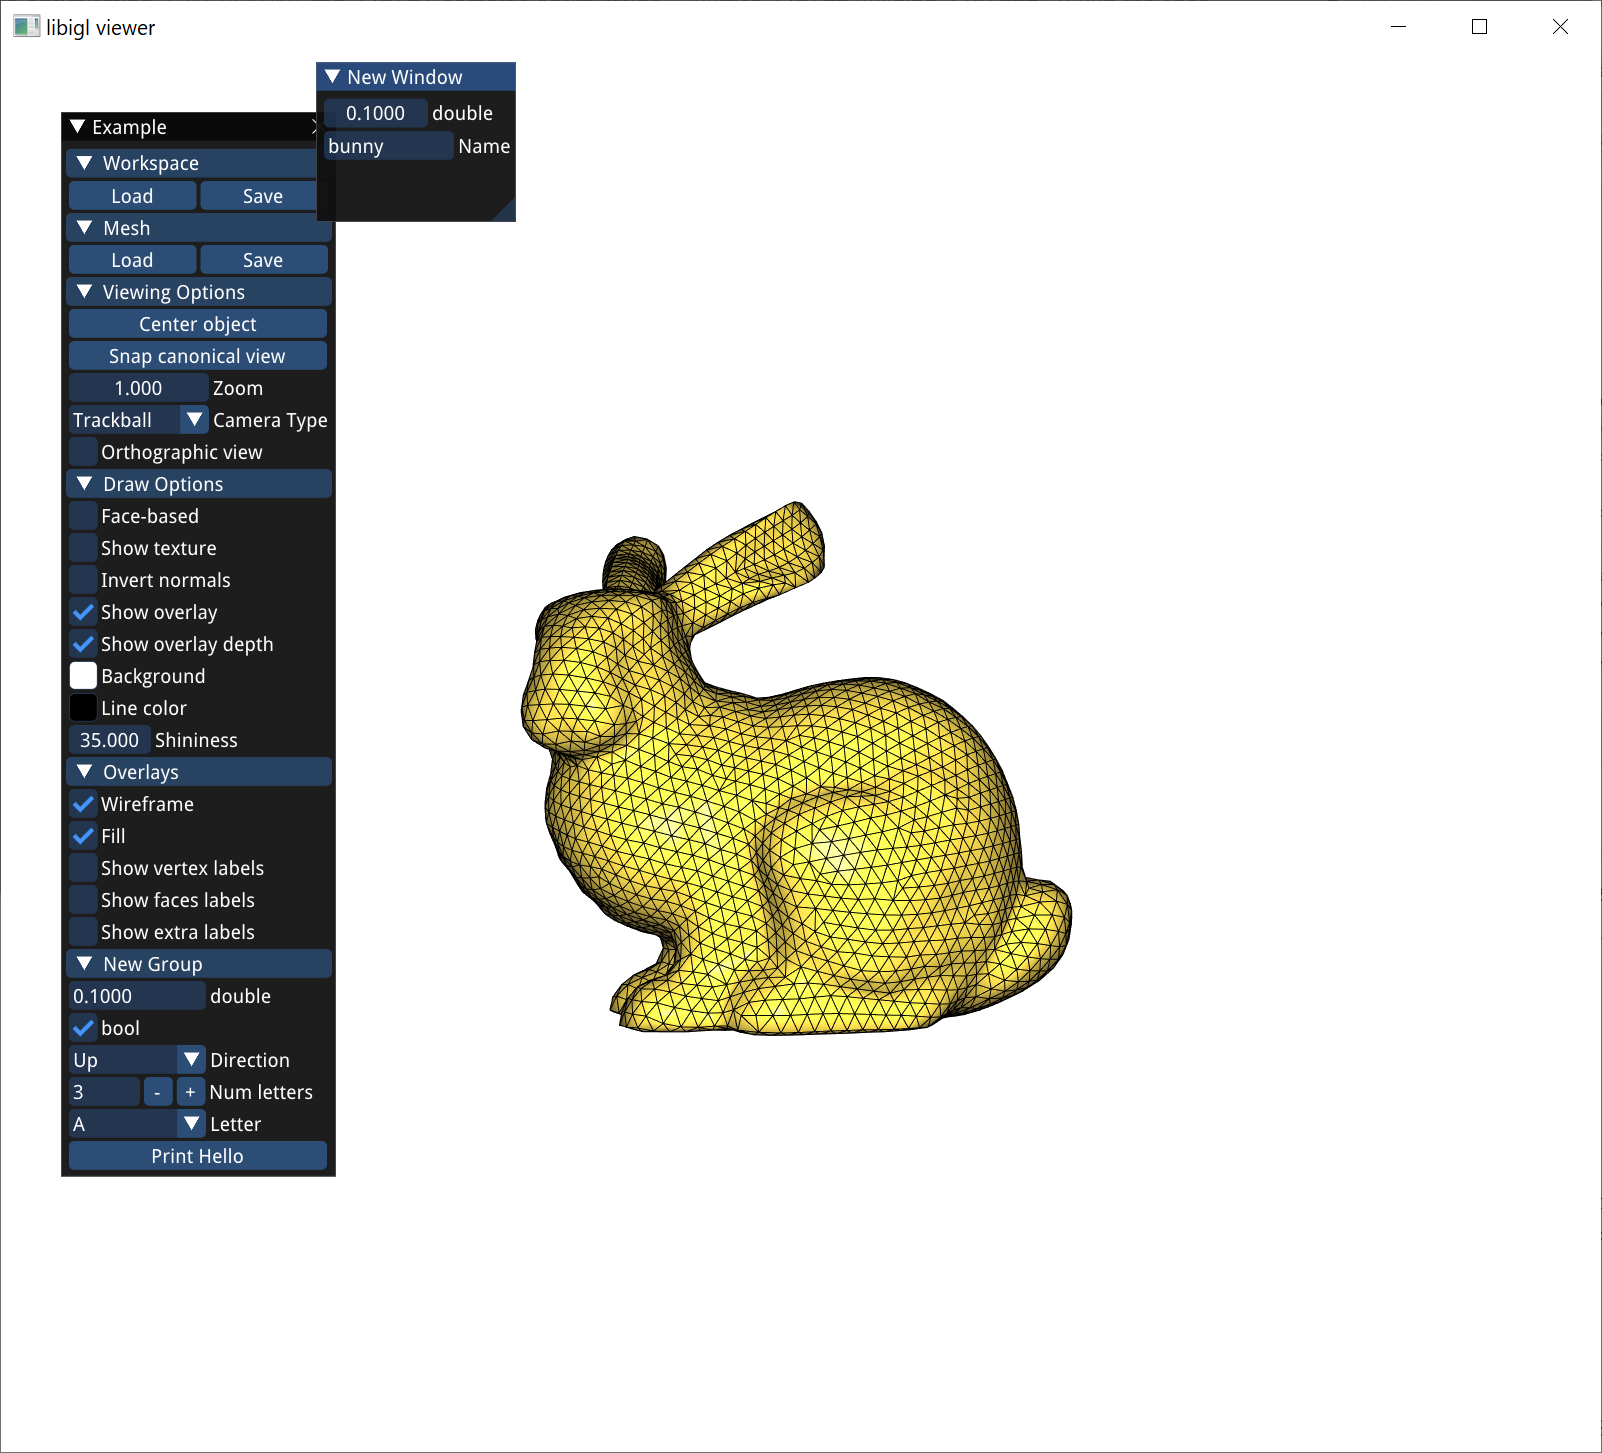 libigl viewer
New Window
0.1000 double
bunny Name
Example
Workspace
Load Save
Mesh
Load Save
Viewing Options
Center object
Snap canonical view
1.000 Zoom
Trackball Camera Type
Orthographic view
Draw Options
Face-based
Show texture
Invert normals
Show overlay
Show overlay depth
Background
Line color
35.000 Shininess
Overlays
Wireframe
Fill
Show vertex labels
Show faces labels
Show extra labels
New Group
0.1000 double
bool
Up Direction
3 - + Num letters
A Letter
Print Hello